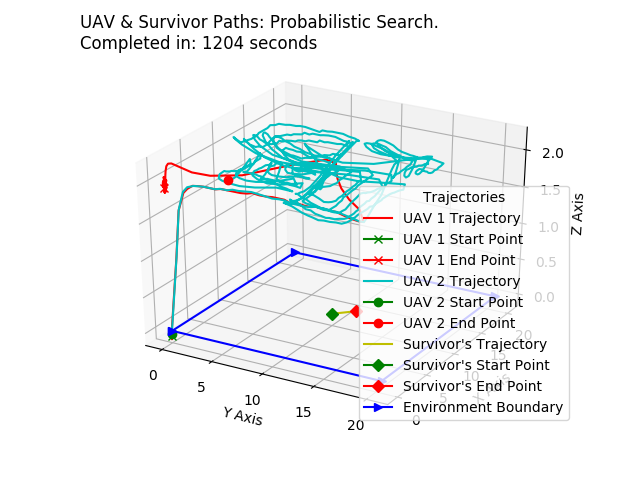 UAV & Survivor Paths: Probabilistic Search.
Completed in: 1204 seconds
2.0
1.5
1.0
0.5
0.0
Z Axis
0
5
10
15
20
Y Axis
0
5
10
15
20
Trajectories
UAV 1 Trajectory
UAV 1 Start Point
UAV 1 End Point
UAV 2 Trajectory
UAV 2 Start Point
UAV 2 End Point
Survivor's Trajectory
Survivor's Start Point
Survivor's End Point
Environment Boundary